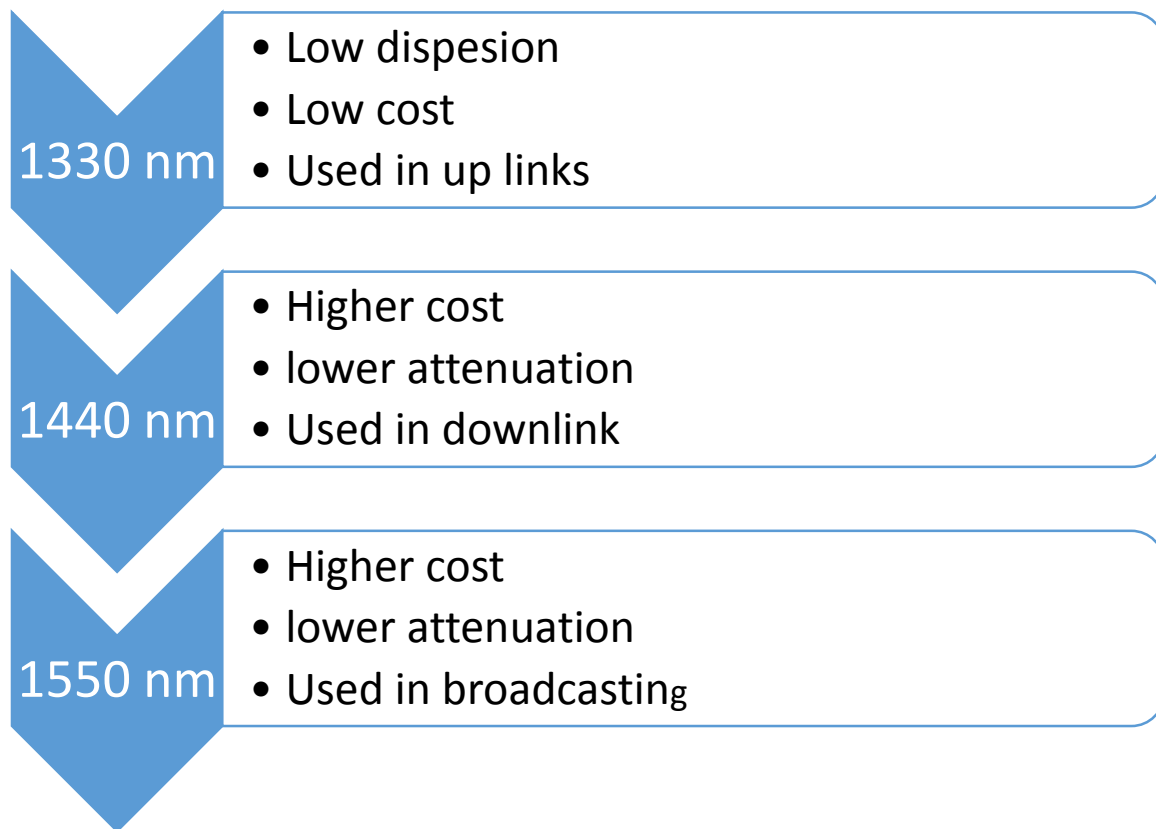 1330 nm
• Low dispesion
• Low cost
• Used in up links
1440 nm
• Higher cost
• lower attenuation
• Used in downlink
1550 nm
• Higher cost
• lower attenuation
• Used in broadcasting